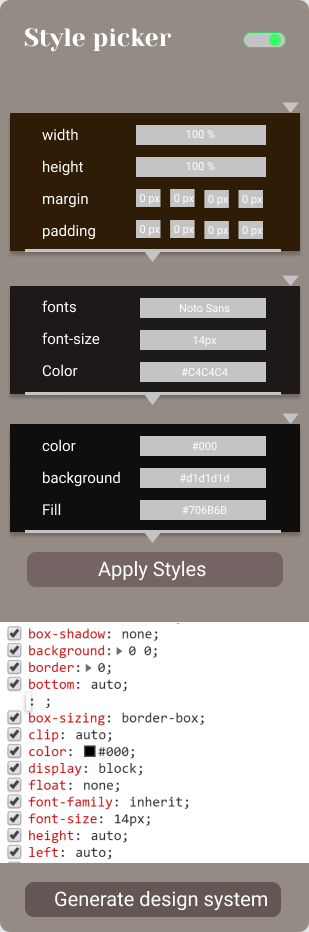 Style picker
width 100 %
height 100 %
margin 0 px 0 px 0 px 0 px
padding 0 px 0 px 0 px 0 px
fonts Noto Sans
font-size 14px
Color #C4C4C4
color #000
background #d1d1d1d
Fill #706B6B
Apply Styles
box-shadow: none;
background: 0 0;
border: 0;
bottom: auto;
: ;
box-sizing: border-box;
clip: auto;
color: #000;
display: block;
float: none;
font-family: inherit;
font-size: 14px;
height: auto;
left: auto;
Generate design system